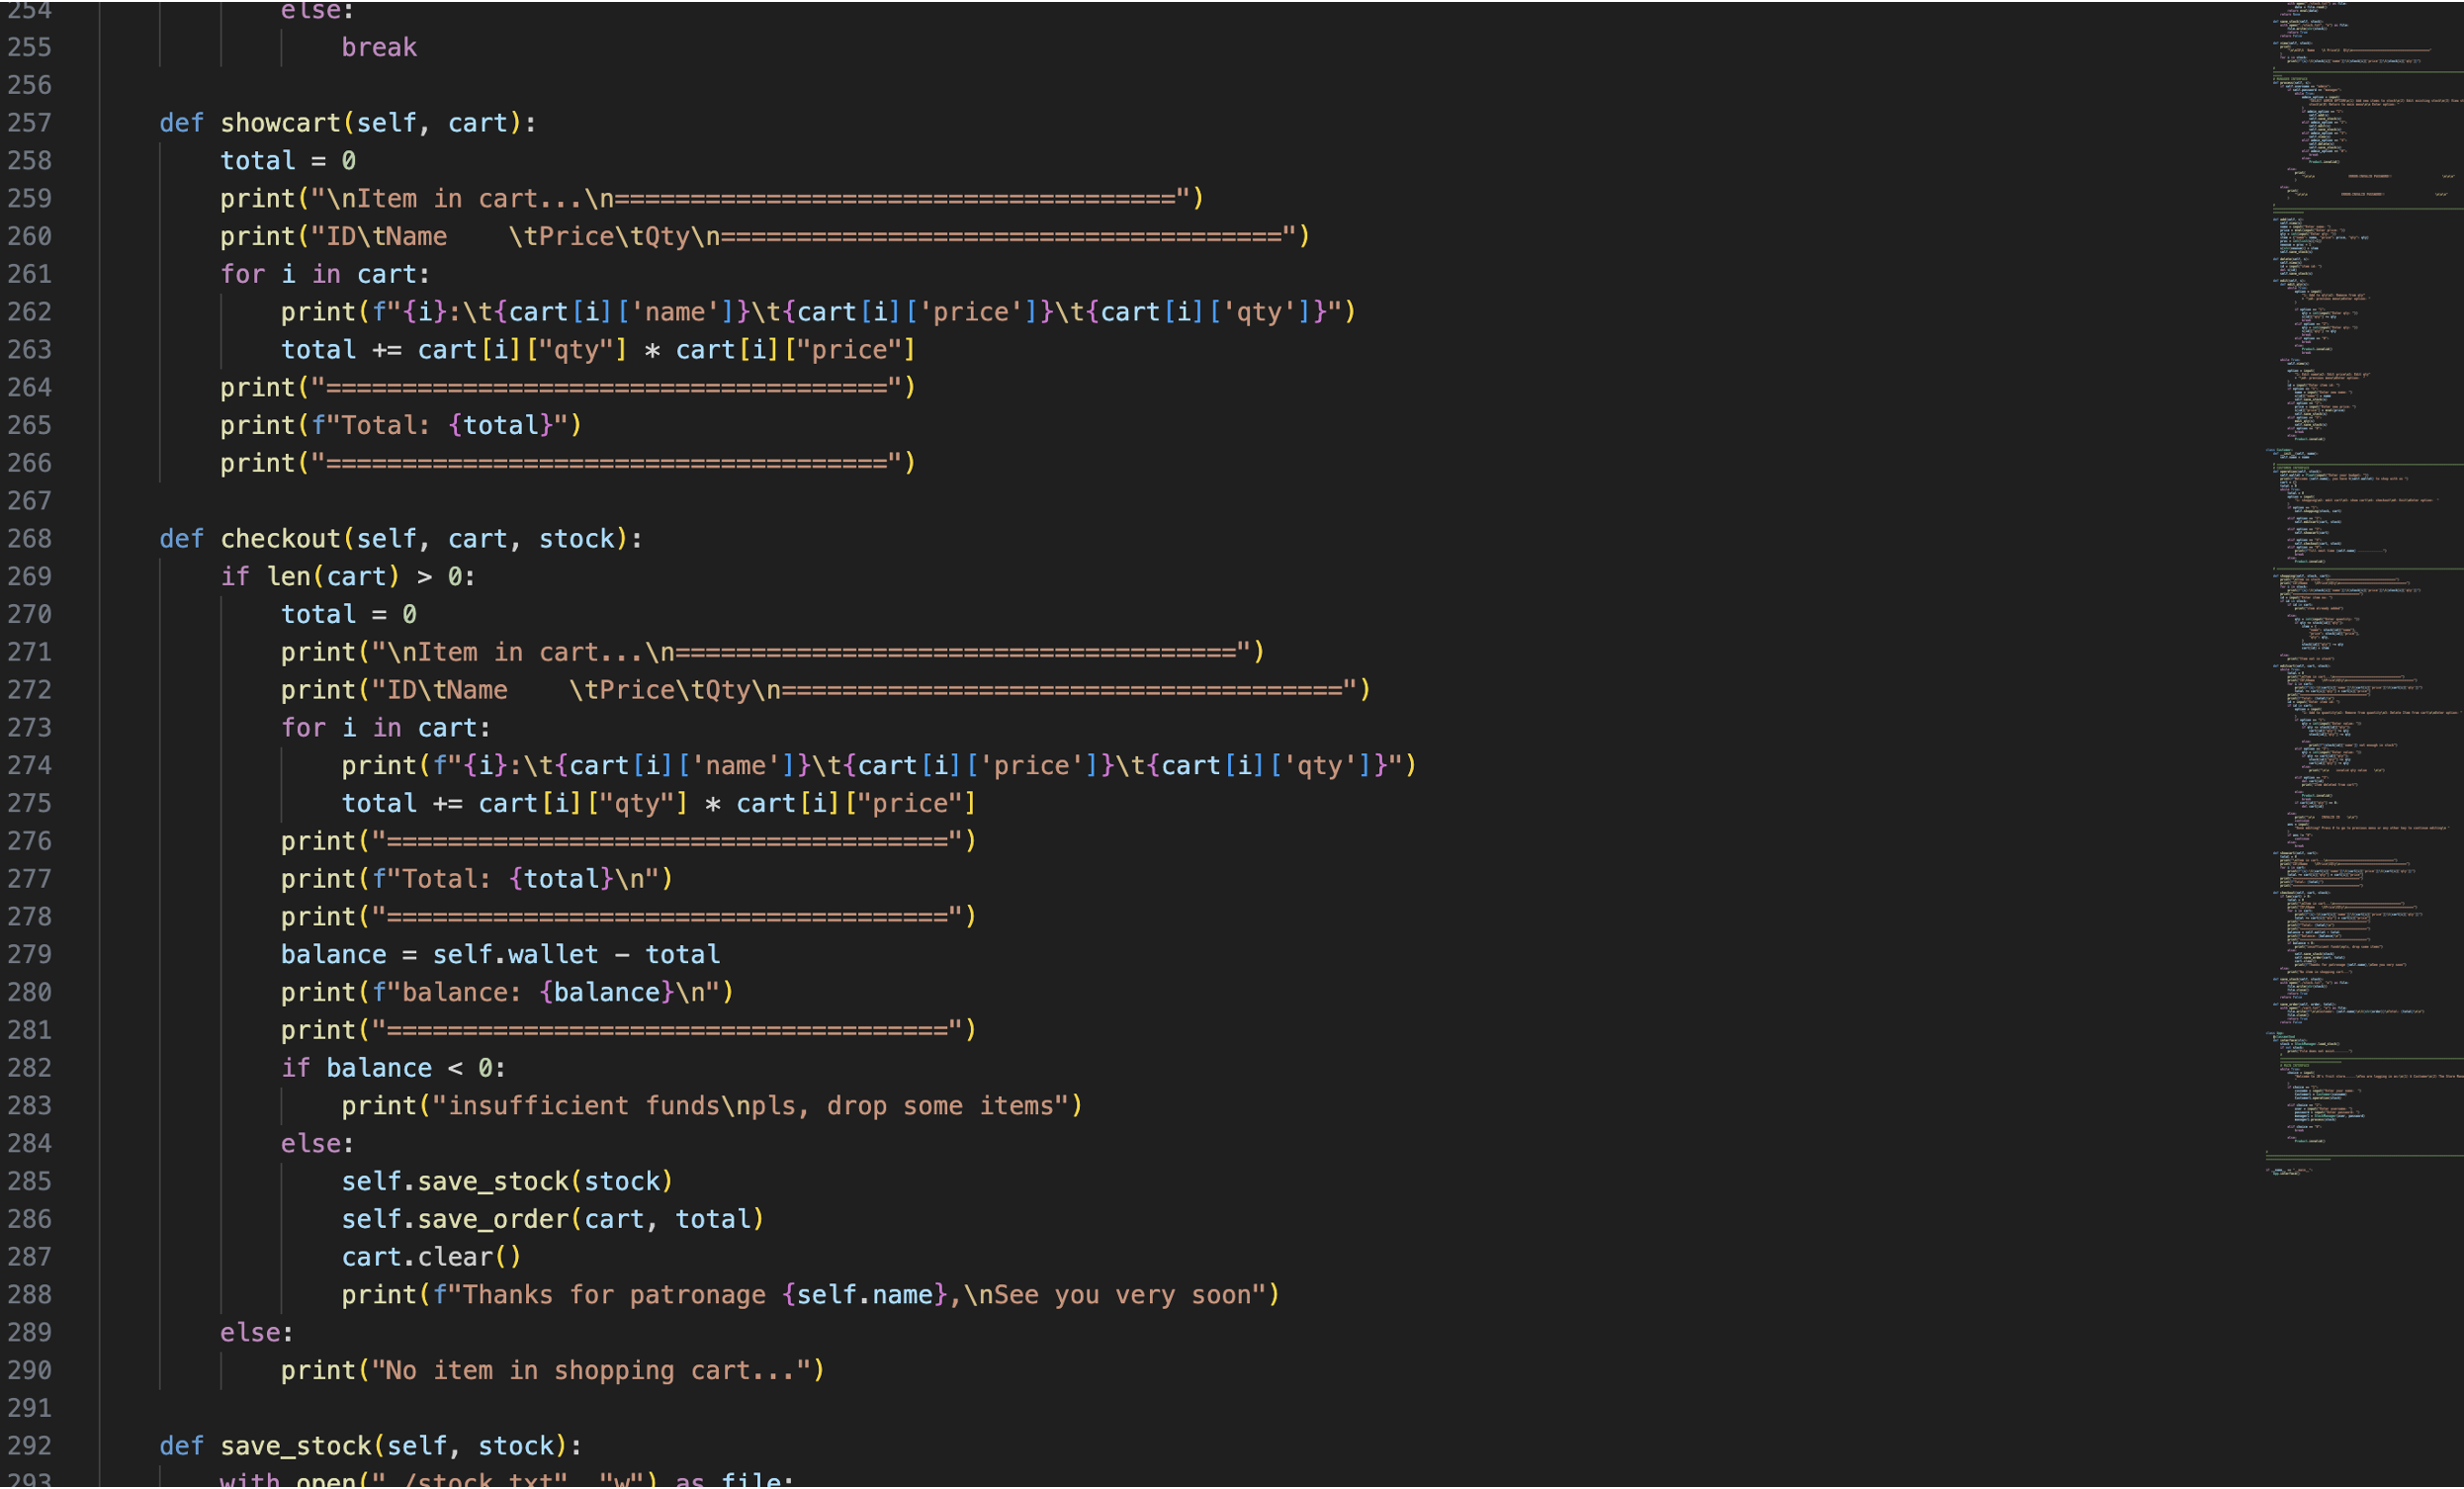 254 else:
255 break
256
257 def showcart(self, cart):
258 total = 0
259 print("\nItem in cart...\n=====================================")
260 print("ID\tName    \tPrice\tQty\n=====================================")
261 for i in cart:
262 print(f"{i}:\t{cart[i]['name']}\t{cart[i]['price']}\t{cart[i]['qty']}")
263 total += cart[i]["qty"] * cart[i]["price"]
264 print("=====================================")
265 print(f"Total: {total}")
266 print("=====================================")
267
268 def checkout(self, cart, stock):
269 if len(cart) > 0:
270 total = 0
271 print("\nItem in cart...\n=====================================")
272 print("ID\tName    \tPrice\tQty\n=====================================")
273 for i in cart:
274 print(f"{i}:\t{cart[i]['name']}\t{cart[i]['price']}\t{cart[i]['qty']}")
275 total += cart[i]["qty"] * cart[i]["price"]
276 print("=====================================")
277 print(f"Total: {total}\n")
278 print("=====================================")
279 balance = self.wallet - total
280 print(f"balance: {balance}\n")
281 print("=====================================")
282 if balance < 0:
283 print("insufficient funds\npls, drop some items")
284 else:
285 self.save_stock(stock)
286 self.save_order(cart, total)
287 cart.clear()
288 print(f"Thanks for patronage {self.name},\nSee you very soon")
289 else:
290 print("No item in shopping cart...")
291
292 def save_stock(self, stock):
293 with open("./stock.txt", "w") as file: